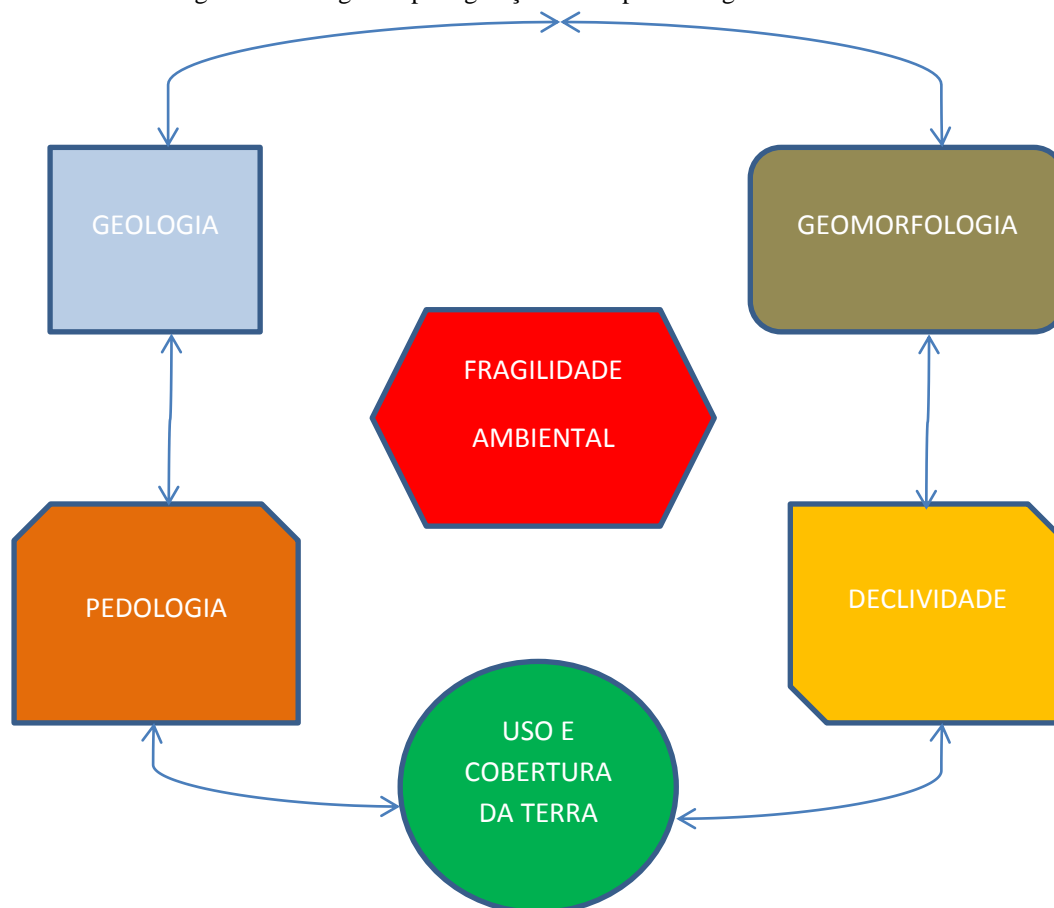 GEOLOGIA
GEOMORFOLOGIA
FRAGILIDADE
AMBIENTAL
PEDOLOGIA
DECLIVIDADE
USO E
COBERTURA
DA TERRA